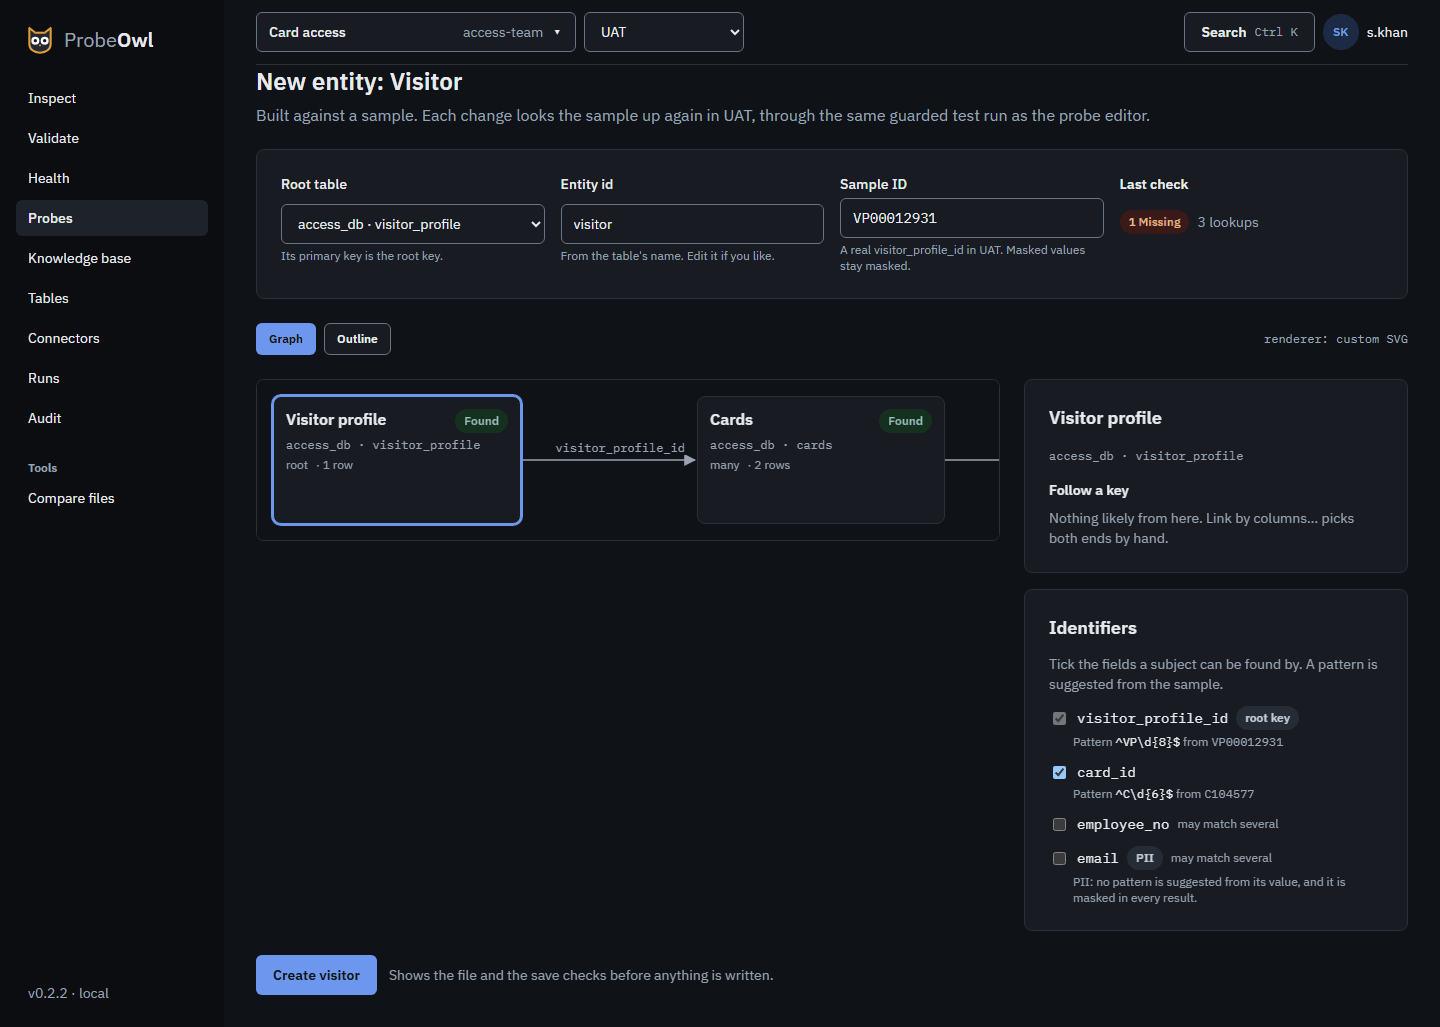 ProbeOwl
Inspect
Validate
Health
Probes
Knowledge base
Tables
Connectors
Runs
Audit
Tools
Compare files
v0.2.2 · local
Card access access-team ▼
UAT
Search Ctrl K
SK s.khan
New entity: Visitor
Built against a sample. Each change looks the sample up again in UAT, through the same guarded test run as the probe editor.
Root table
access_db · visitor_profile
Its primary key is the root key.
Entity id
visitor
From the table's name. Edit it if you like.
Sample ID
VP00012931
A real visitor_profile_id in UAT. Masked values
stay masked.
Last check
1 Missing 3 lookups
Graph Outline
renderer: custom SVG
Visitor profile Found
access_db · visitor_profile
root · 1 row
visitor_profile_id
Cards Found
access_db · cards
many · 2 rows
Visitor profile
access_db · visitor_profile
Follow a key
Nothing likely from here. Link by columns... picks
both ends by hand.
Identifiers
Tick the fields a subject can be found by. A pattern is
suggested from the sample.
visitor_profile_id root key
Pattern ^VP\d{8}$ from VP00012931
card_id
Pattern ^C\d{6}$ from C104577
employee_no may match several
email PII may match several
PII: no pattern is suggested from its value, and it is
masked in every result.
Create visitor Shows the file and the save checks before anything is written.